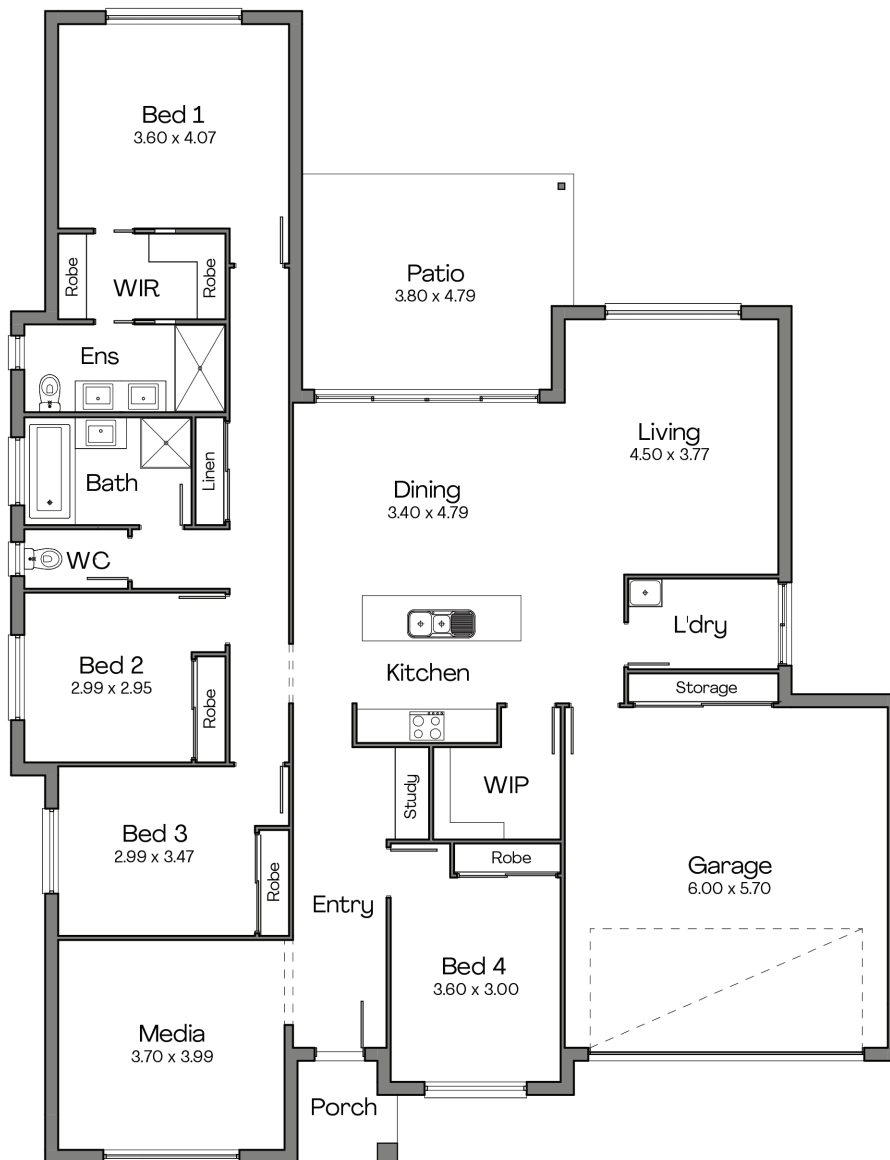 Bed 1
3.60 x 4.07
Robe
WIR
Robe
Patio
3.80 x 4.79
Ens
Living
4.50 x 3.77
Bath
Linen
Dining
3.40 x 4.79
WC
L'dry
Bed 2
2.99 x 2.95
Robe
Kitchen
Storage
Study
WIP
Bed 3
2.99 x 3.47
Robe
Robe
Garage
6.00 x 5.70
Entry
Bed 4
3.60 x 3.00
Media
3.70 x 3.99
Porch